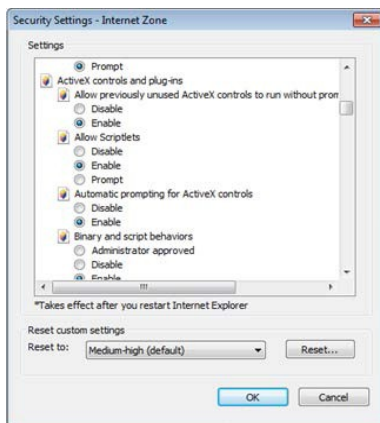 Security Settings - Internet Zone
Settings
Prompt
ActiveX controls and plug-ins
Allow previously unused ActiveX controls to run without prom
Disable
Enable
Allow Scriptlets
Disable
Enable
Prompt
Automatic prompting for ActiveX controls
Disable
Enable
Binary and script behaviors
Administrator approved
Disable
Enable
*Takes effect after you restart Internet Explorer
Reset custom settings
Reset to: Medium-high (default) Reset...
OK Cancel